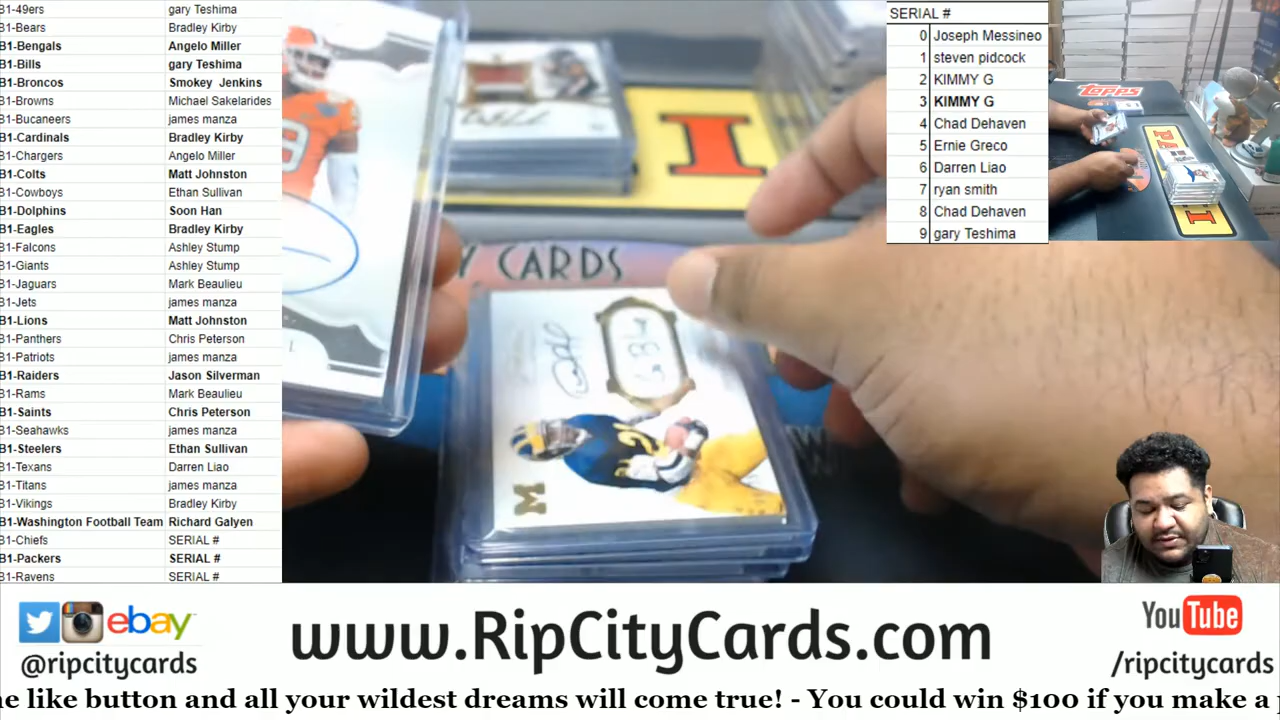 B1-49ers gary Teshima
B1-Bears Bradley Kirby
B1-Bengals Angelo Miller
B1-Bills gary Teshima
B1-Broncos Smokey Jenkins
B1-Browns Michael Sakelarides
B1-Bucaneers james manza
B1-Cardinals Bradley Kirby
B1-Chargers Angelo Miller
B1-Colts Matt Johnston
B1-Cowboys Ethan Sullivan
B1-Dolphins Soon Han
B1-Eagles Bradley Kirby
B1-Falcons Ashley Stump
B1-Giants Ashley Stump
B1-Jaguars Mark Beaulieu
B1-Jets james manza
B1-Lions Matt Johnston
B1-Panthers Chris Peterson
B1-Patriots james manza
B1-Raiders Jason Silverman
B1-Rams Mark Beaulieu
B1-Saints Chris Peterson
B1-Seahawks james manza
B1-Steelers Ethan Sullivan
B1-Texans Darren Liao
B1-Titans james manza
B1-Vikings Bradley Kirby
B1-Washington Football Team Richard Galyen
B1-Chiefs SERIAL #
B1-Packers SERIAL #
B1-Ravens SERIAL #
SERIAL #
0 Joseph Messineo
1 steven pidcock
2 KIMMY G
3 KIMMY G
4 Chad Dehaven
5 Ernie Greco
6 Darren Liao
7 ryan smith
8 Chad Dehaven
9 gary Teshima
Topps
I
Y CARDS
M
I
ebay
@ripcitycards
www.RipCityCards.com
YouTube
/ripcitycards
e like button and all your wildest dreams will come true! - You could win $100 if you make a